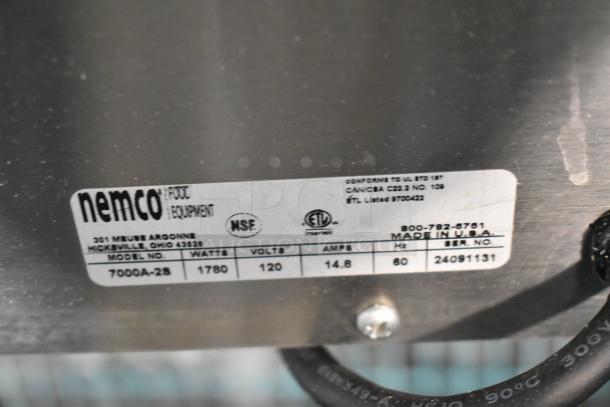 nemco FOOD EQUIPMENT
301 MEUSE ARGONNE
HICKSVILLE, OHIO 43526
NSF
ETL
CONFORMS TO UL STD 197
CAN/CSA C22.2 NO. 109
ETL Listed 9700422
800-782-6761
MADE IN U.S.A.
MODEL NO. WATTS VOLTS AMPS Hz SER. NO.
7000A-2S 1780 120 14.8 60 24091131
90°C 300V